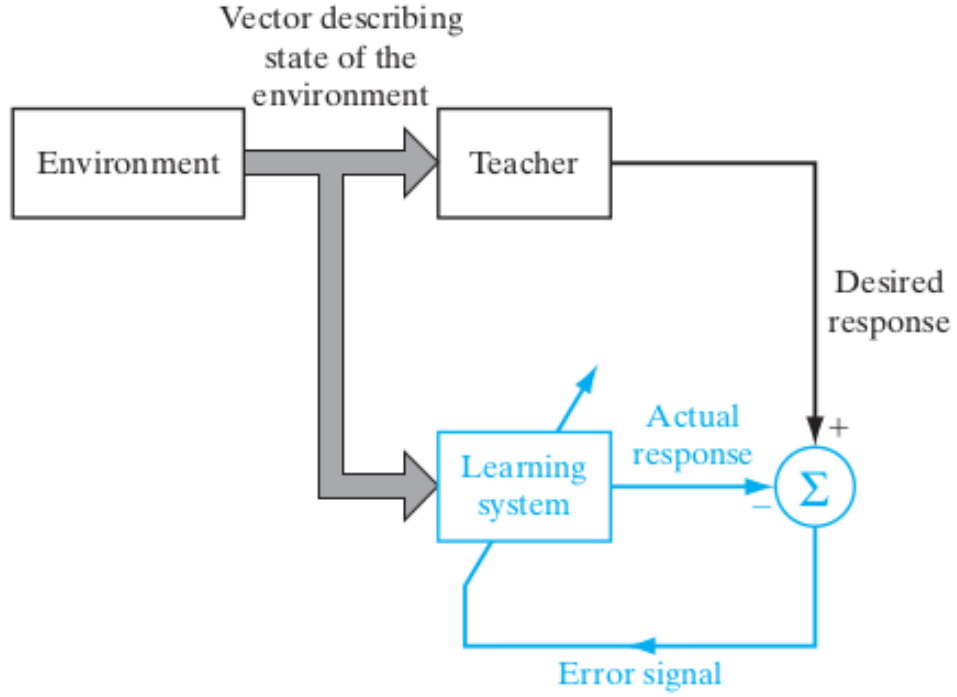 Vector describing
state of the
environment
Environment
Teacher
Desired
response
+
Actual
response
Learning
system
−
Σ
Error signal